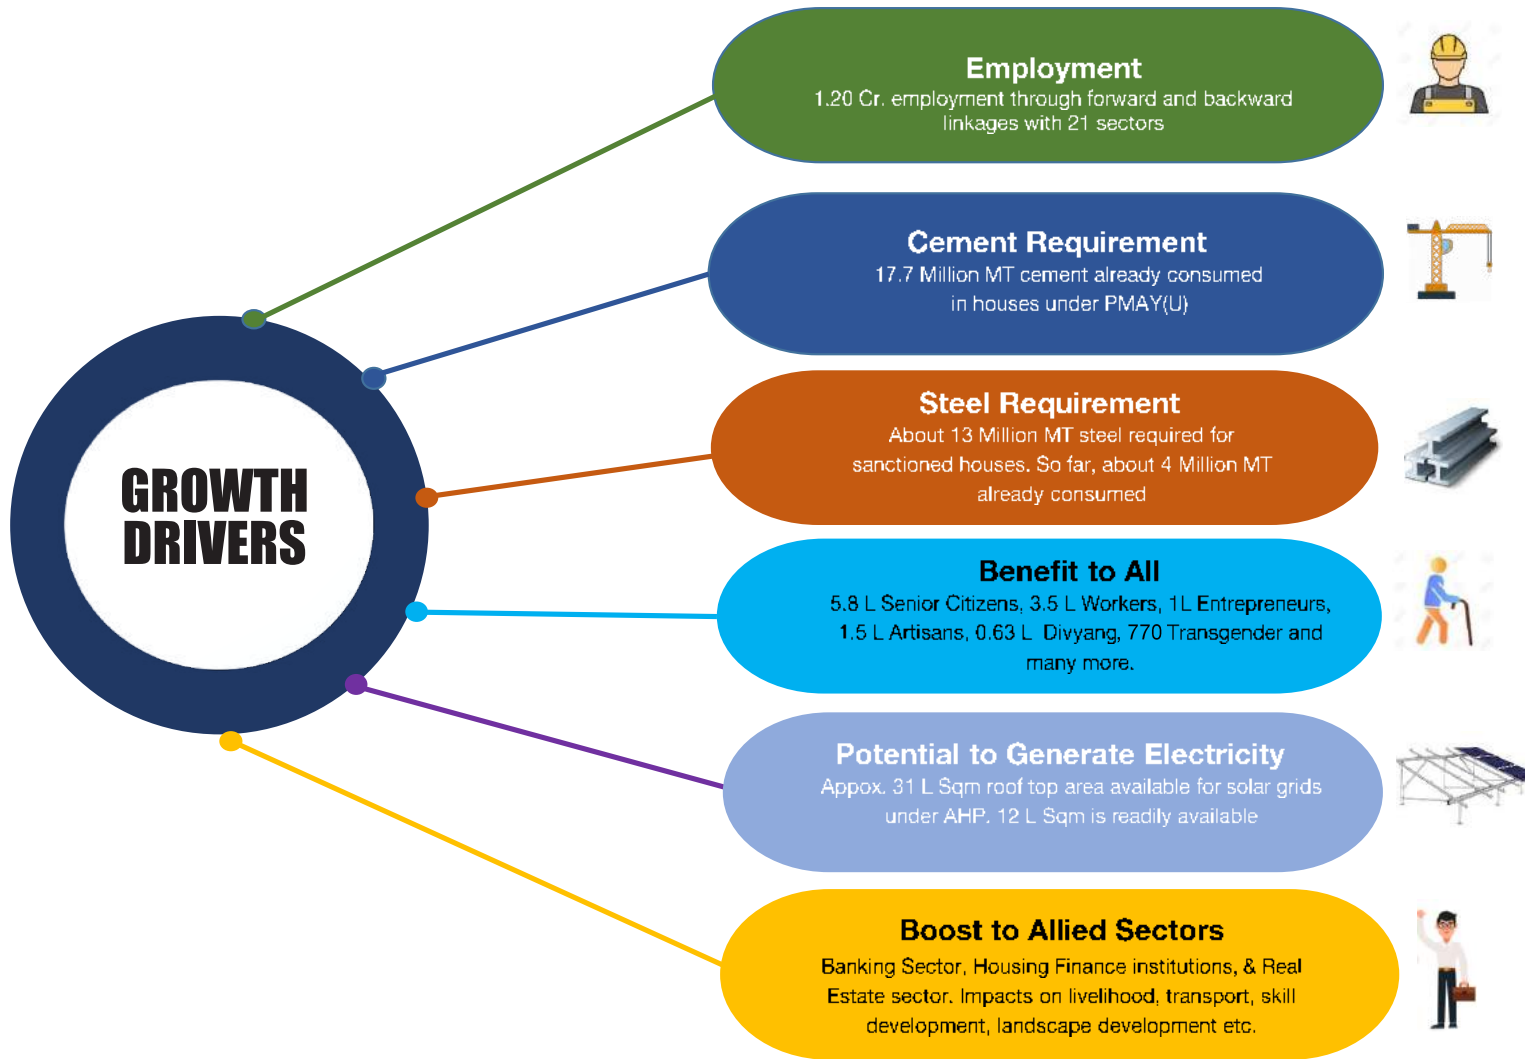 GROWTH
DRIVERS
Employment
1.20 Cr. employment through forward and backward
linkages with 21 sectors
Cement Requirement
17.7 Million MT cement already consumed
in houses under PMAY(U)
Steel Requirement
About 13 Million MT steel required for
sanctioned houses. So far, about 4 Million MT
already consumed
Benefit to All
5.8 L Senior Citizens, 3.5 L Workers, 1L Entrepreneurs,
1.5 L Artisans, 0.63 L Divyang, 770 Transgender and
many more.
Potential to Generate Electricity
Appox. 31 L Sqm roof top area available for solar grids
under AHP. 12 L Sqm is readily available
Boost to Allied Sectors
Banking Sector, Housing Finance institutions, & Real
Estate sector. Impacts on livelihood, transport, skill
development, landscape development etc.